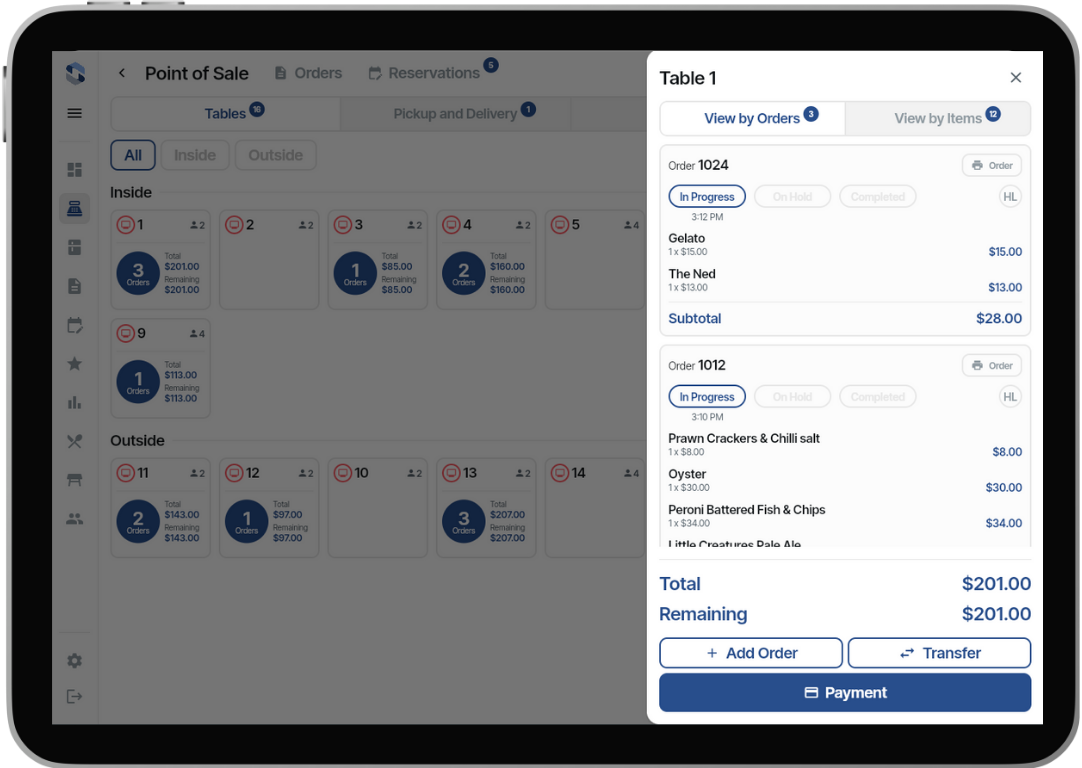 Point of Sale Orders Reservations 5
Tables 16 Pickup and Delivery 1
All Inside Outside
Inside
1 2 2 2 3 2 4 2 5 4
3 Orders Total $201.00 Remaining $201.00
1 Orders Total $85.00 Remaining $85.00
2 Orders Total $160.00 Remaining $160.00
9 4
1 Orders Total $113.00 Remaining $113.00
Outside
11 2 12 2 10 2 13 2 14 4
2 Orders Total $143.00 Remaining $143.00
1 Orders Total $97.00 Remaining $97.00
3 Orders Total $207.00 Remaining $207.00
Table 1
View by Orders 3 View by Items 12
Order 1024 Order
In Progress On Hold Completed HL
3:12 PM
Gelato
1 x $15.00 $15.00
The Ned
1 x $13.00 $13.00
Subtotal $28.00
Order 1012 Order
In Progress On Hold Completed HL
3:10 PM
Prawn Crackers & Chilli salt
1 x $8.00 $8.00
Oyster
1 x $30.00 $30.00
Peroni Battered Fish & Chips
1 x $34.00 $34.00
Little Creatures Pale Ale
Total $201.00
Remaining $201.00
+ Add Order Transfer
Payment